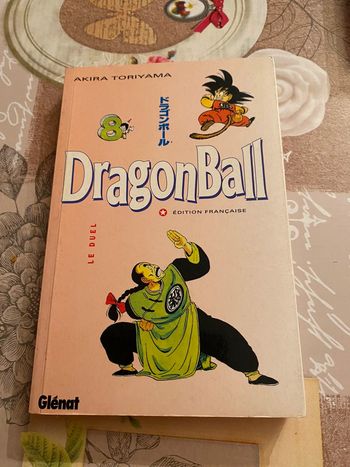 AKIRA TORIYAMA
8
ドラゴンボール
DragonBall
ÉDITION FRANÇAISE
LE DUEL
Glénat